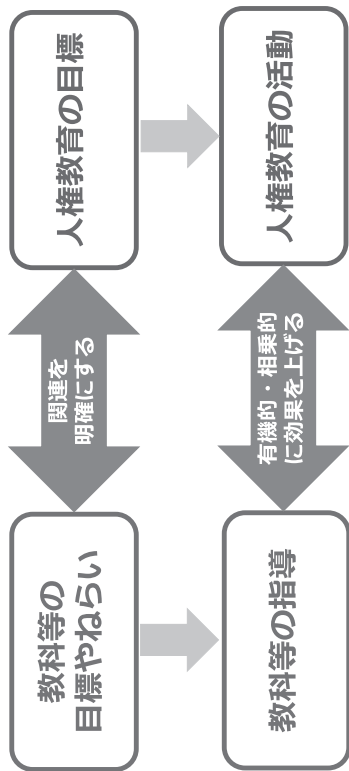 教科等の
目標やねらい
関連を
明確にする
人権教育の目標
教科等の指導
有機的・相乗的
に効果を上げる
人権教育の活動